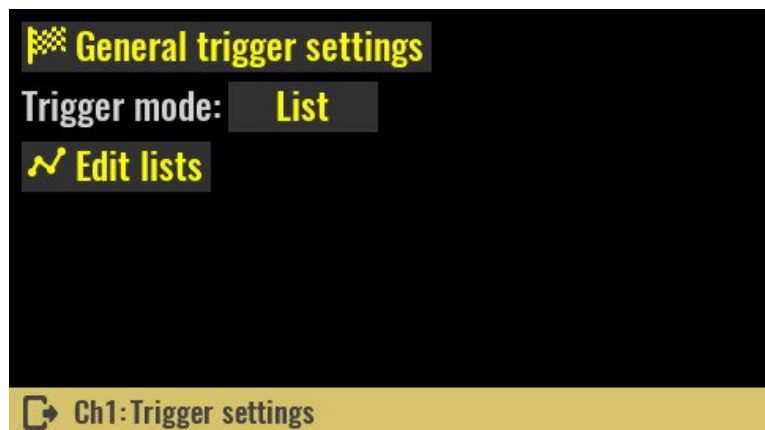 General trigger settings
Trigger mode: List
Edit lists
Ch1: Trigger settings